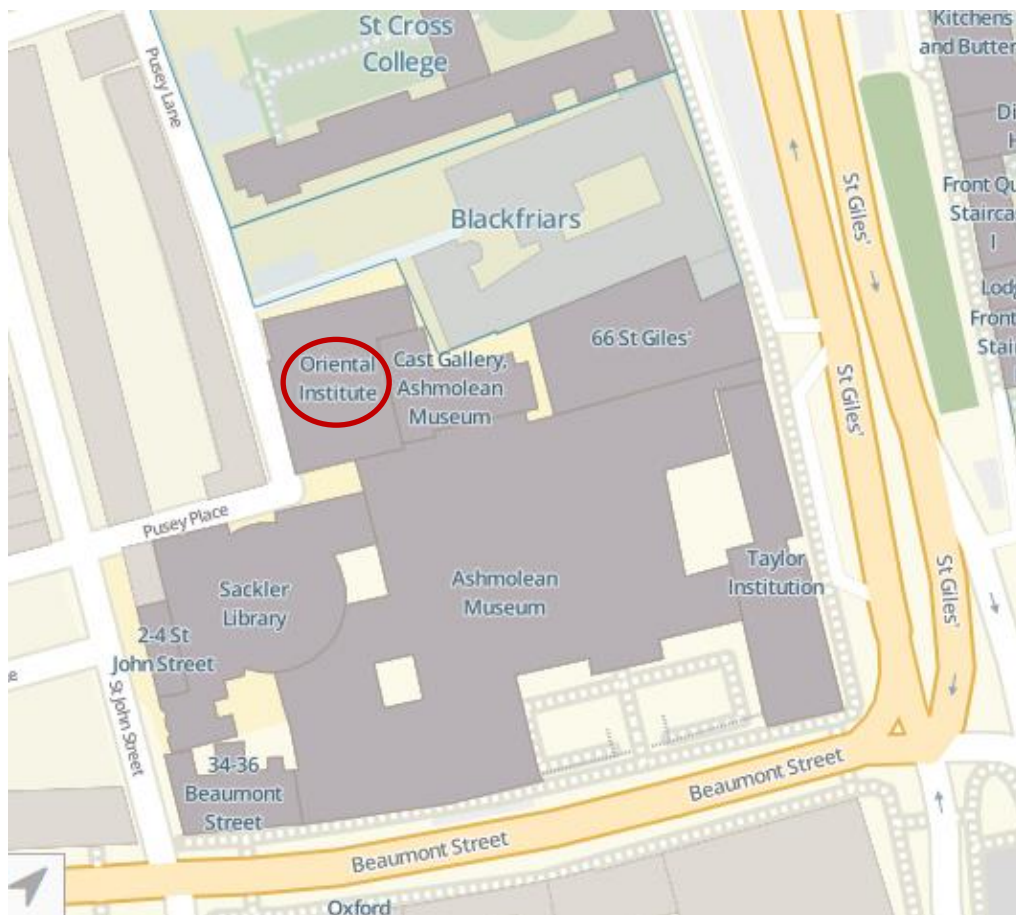 St Cross
College
Kitchens
and Butter
Pusey Lane
St Giles'
Front Qu
Stairca
I
Blackfriars
Lod
Front
Stai
66 St Giles'
Oriental
Institute
Cast Gallery,
Ashmolean
Museum
St Giles'
Pusey Place
Sackler
Library
Ashmolean
Museum
Taylor
Institution
St Giles'
2-4 St
John Street
St John Street
34-36
Beaumont
Street
Beaumont Street
Beaumont Street
Oxford